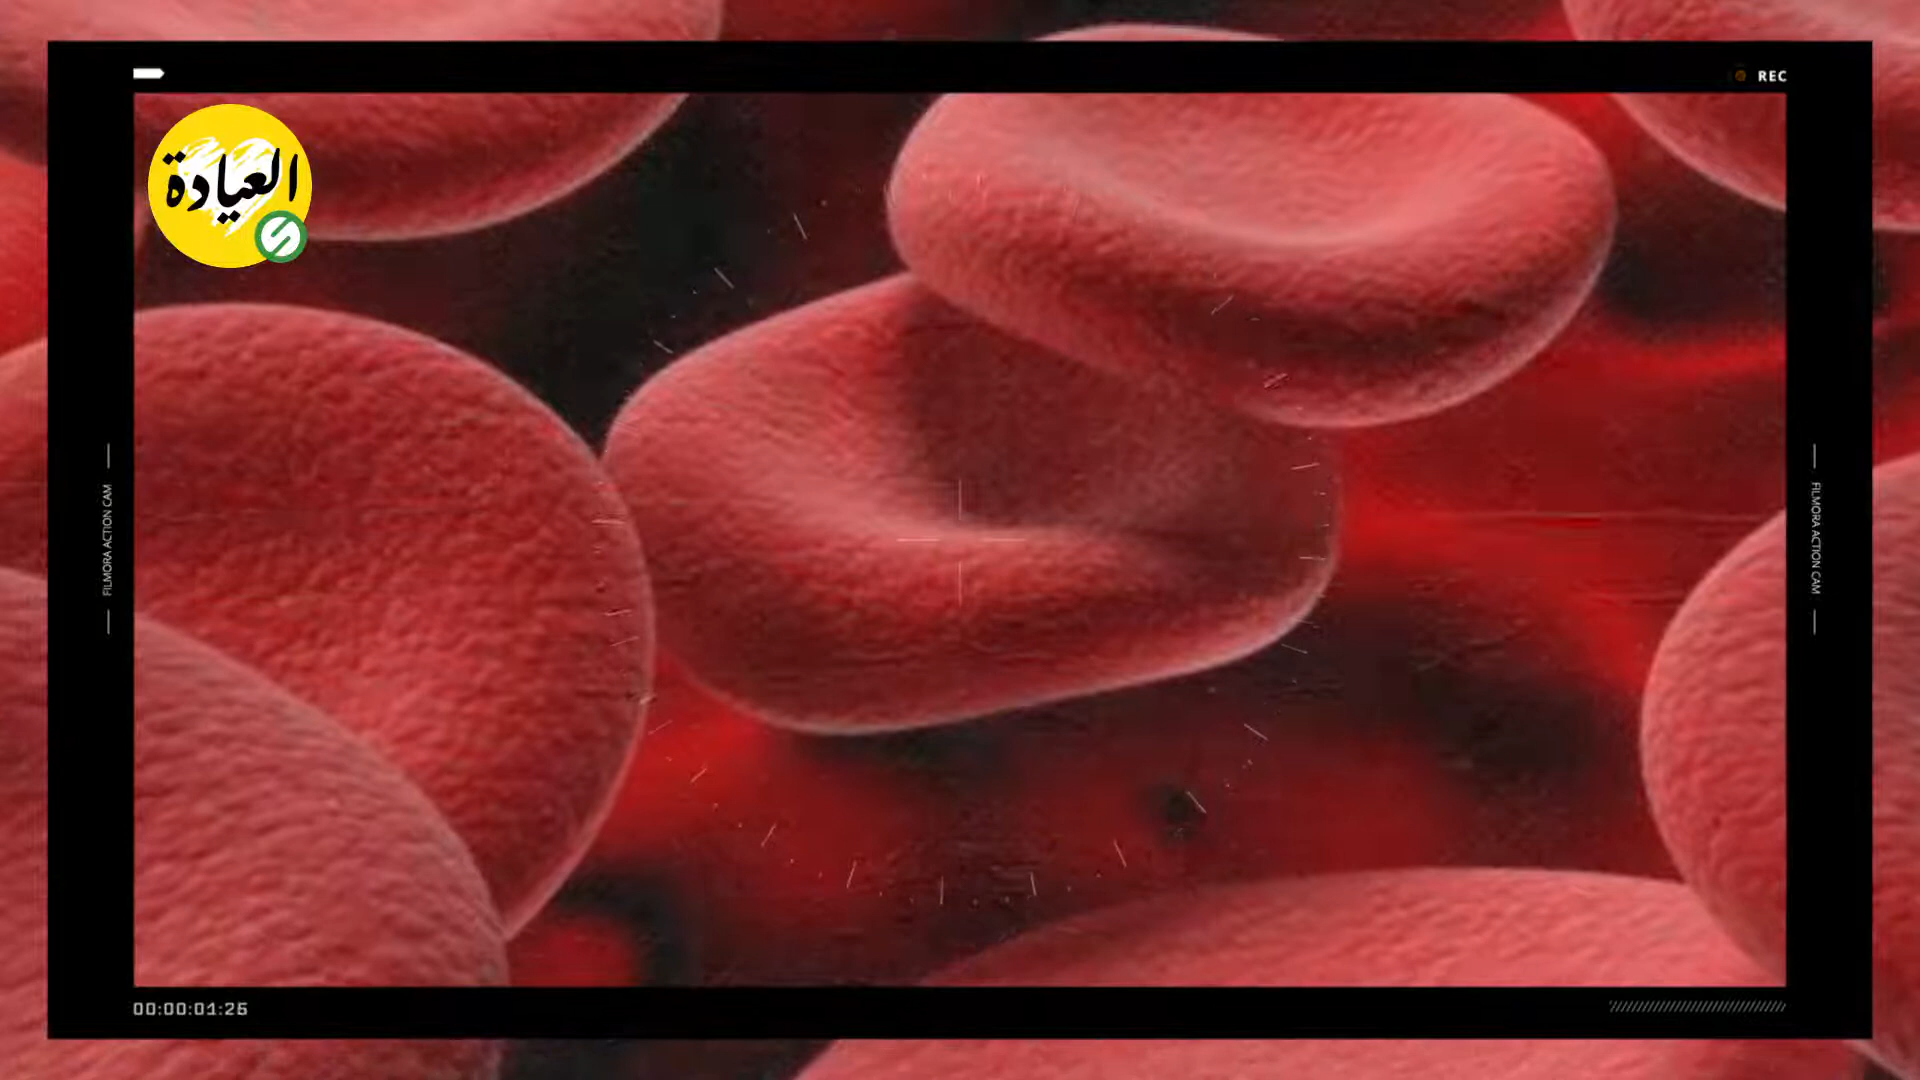 REC
العيادة
FILMORA ACTION CAM
FILMORA ACTION CAM
00:00:01:25